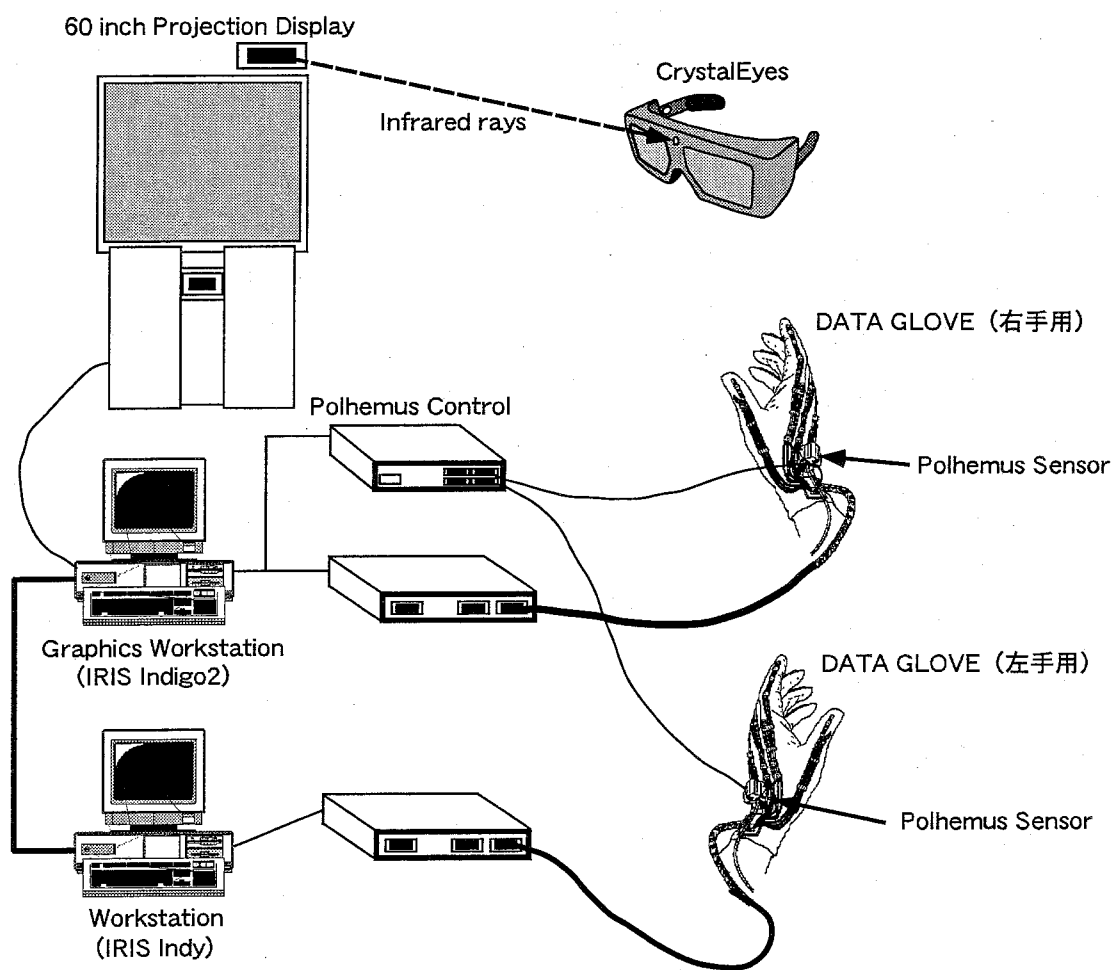 60 inch Projection Display
CrystalEyes
Infrared rays
DATA GLOVE（右手用）
Polhemus Control
Polhemus Sensor
Graphics Workstation
(IRIS Indigo2)
DATA GLOVE（左手用）
Polhemus Sensor
Workstation
(IRIS Indy)